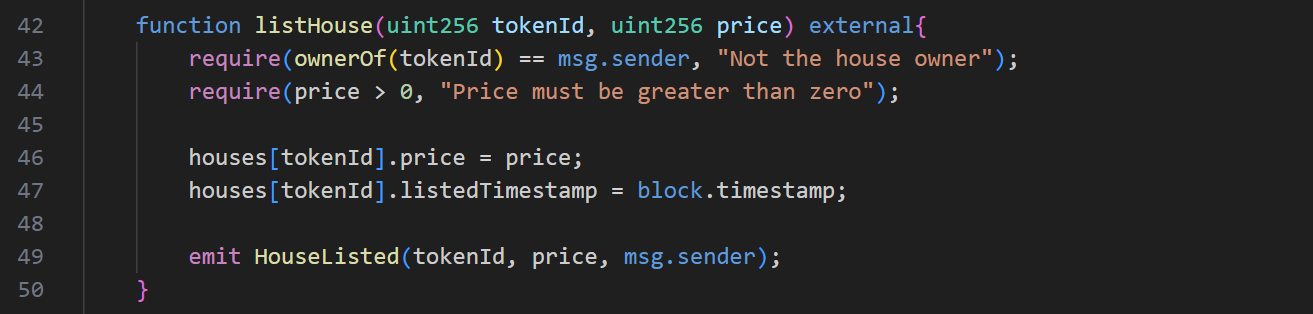 42 function listHouse(uint256 tokenId, uint256 price) external{
43 require(ownerOf(tokenId) == msg.sender, "Not the house owner");
44 require(price > 0, "Price must be greater than zero");
45
46 houses[tokenId].price = price;
47 houses[tokenId].listedTimestamp = block.timestamp;
48
49 emit HouseListed(tokenId, price, msg.sender);
50 }